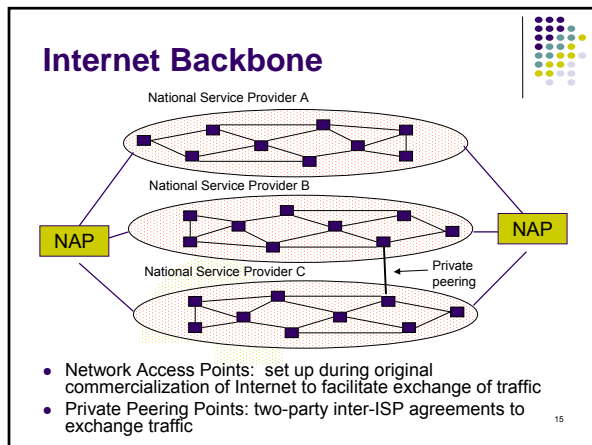 Internet Backbone
National Service Provider A
National Service Provider B
NAP
NAP
National Service Provider C
Private
peering
● Network Access Points: set up during original
commercialization of Internet to facilitate exchange of traffic
● Private Peering Points: two-party inter-ISP agreements to
exchange traffic
15